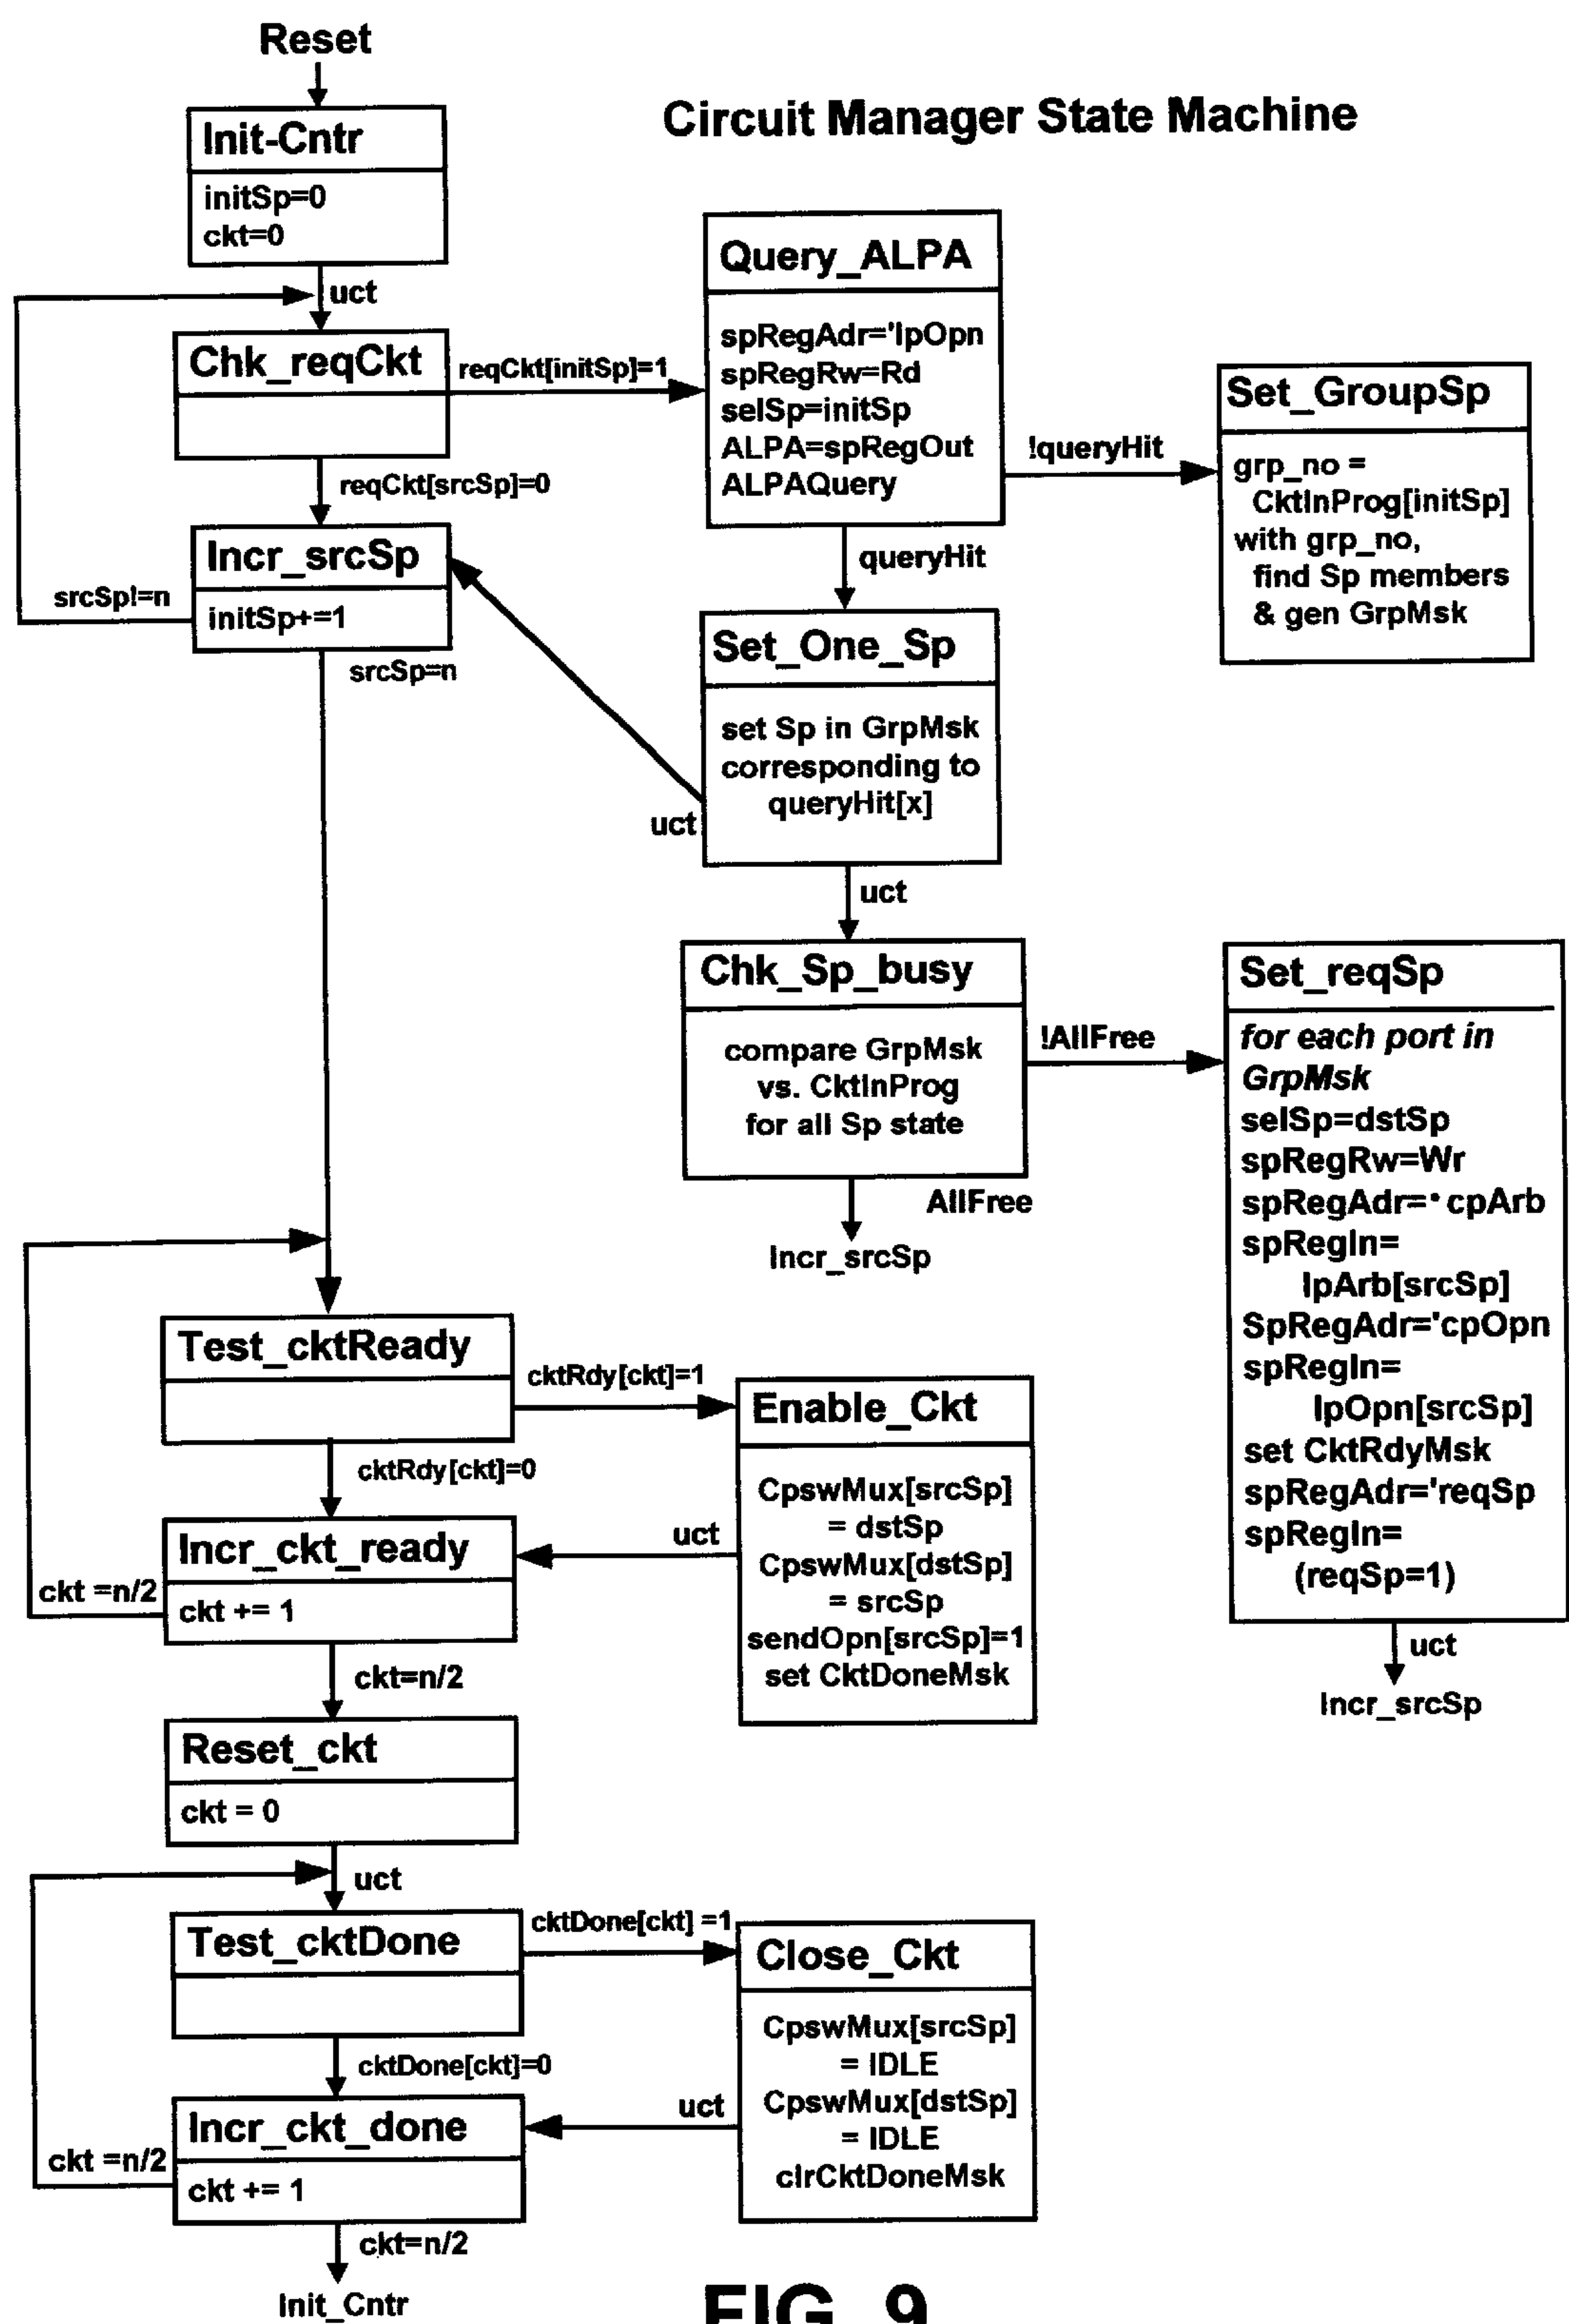 Reset
Circuit Manager State Machine
Init-Cntr
initSp=0
ckt=0
uct
Chk_reqCkt
reqCkt[initSp]=1
reqCkt[srcSp]=0
Incr_srcSp
initSp+=1
srcSp!=n
srcSp=n
Query_ALPA
spRegAdr='lpOpn
spRegRw=Rd
selSp=initSp
ALPA=spRegOut
ALPAQuery
!queryHit
queryHit
Set_GroupSp
grp_no =
CktInProg[initSp]
with grp_no,
find Sp members
& gen GrpMsk
Set_One_Sp
set Sp in GrpMsk
corresponding to
queryHit[x]
uct
uct
Chk_Sp_busy
compare GrpMsk
vs. CktInProg
for all Sp state
!AllFree
AllFree
Incr_srcSp
Set_reqSp
for each port in
GrpMsk
selSp=dstSp
spRegRw=Wr
spRegAdr=• cpArb
spRegIn=
lpArb[srcSp]
SpRegAdr='cpOpn
spRegIn=
lpOpn[srcSp]
set CktRdyMsk
spRegAdr='reqSp
spRegIn=
(reqSp=1)
uct
Incr_srcSp
Test_cktReady
cktRdy[ckt]=1
cktRdy[ckt]=0
Enable_Ckt
CpswMux[srcSp]
= dstSp
CpswMux[dstSp]
= srcSp
sendOpn[srcSp]=1
set CktDoneMsk
uct
Incr_ckt_ready
ckt += 1
ckt =n/2
ckt=n/2
Reset_ckt
ckt = 0
uct
Test_cktDone
cktDone[ckt] =1
cktDone[ckt]=0
Close_Ckt
CpswMux[srcSp]
= IDLE
CpswMux[dstSp]
= IDLE
clrCktDoneMsk
uct
Incr_ckt_done
ckt += 1
ckt =n/2
ckt=n/2
Init_Cntr
FIG. 9